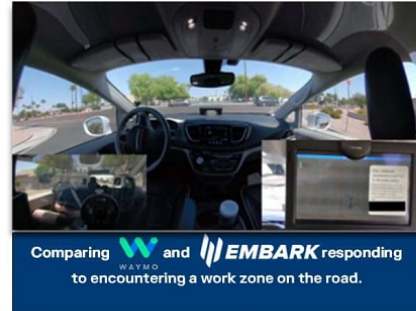 Comparing WAYMO and EMBARK responding
to encountering a work zone on the road.